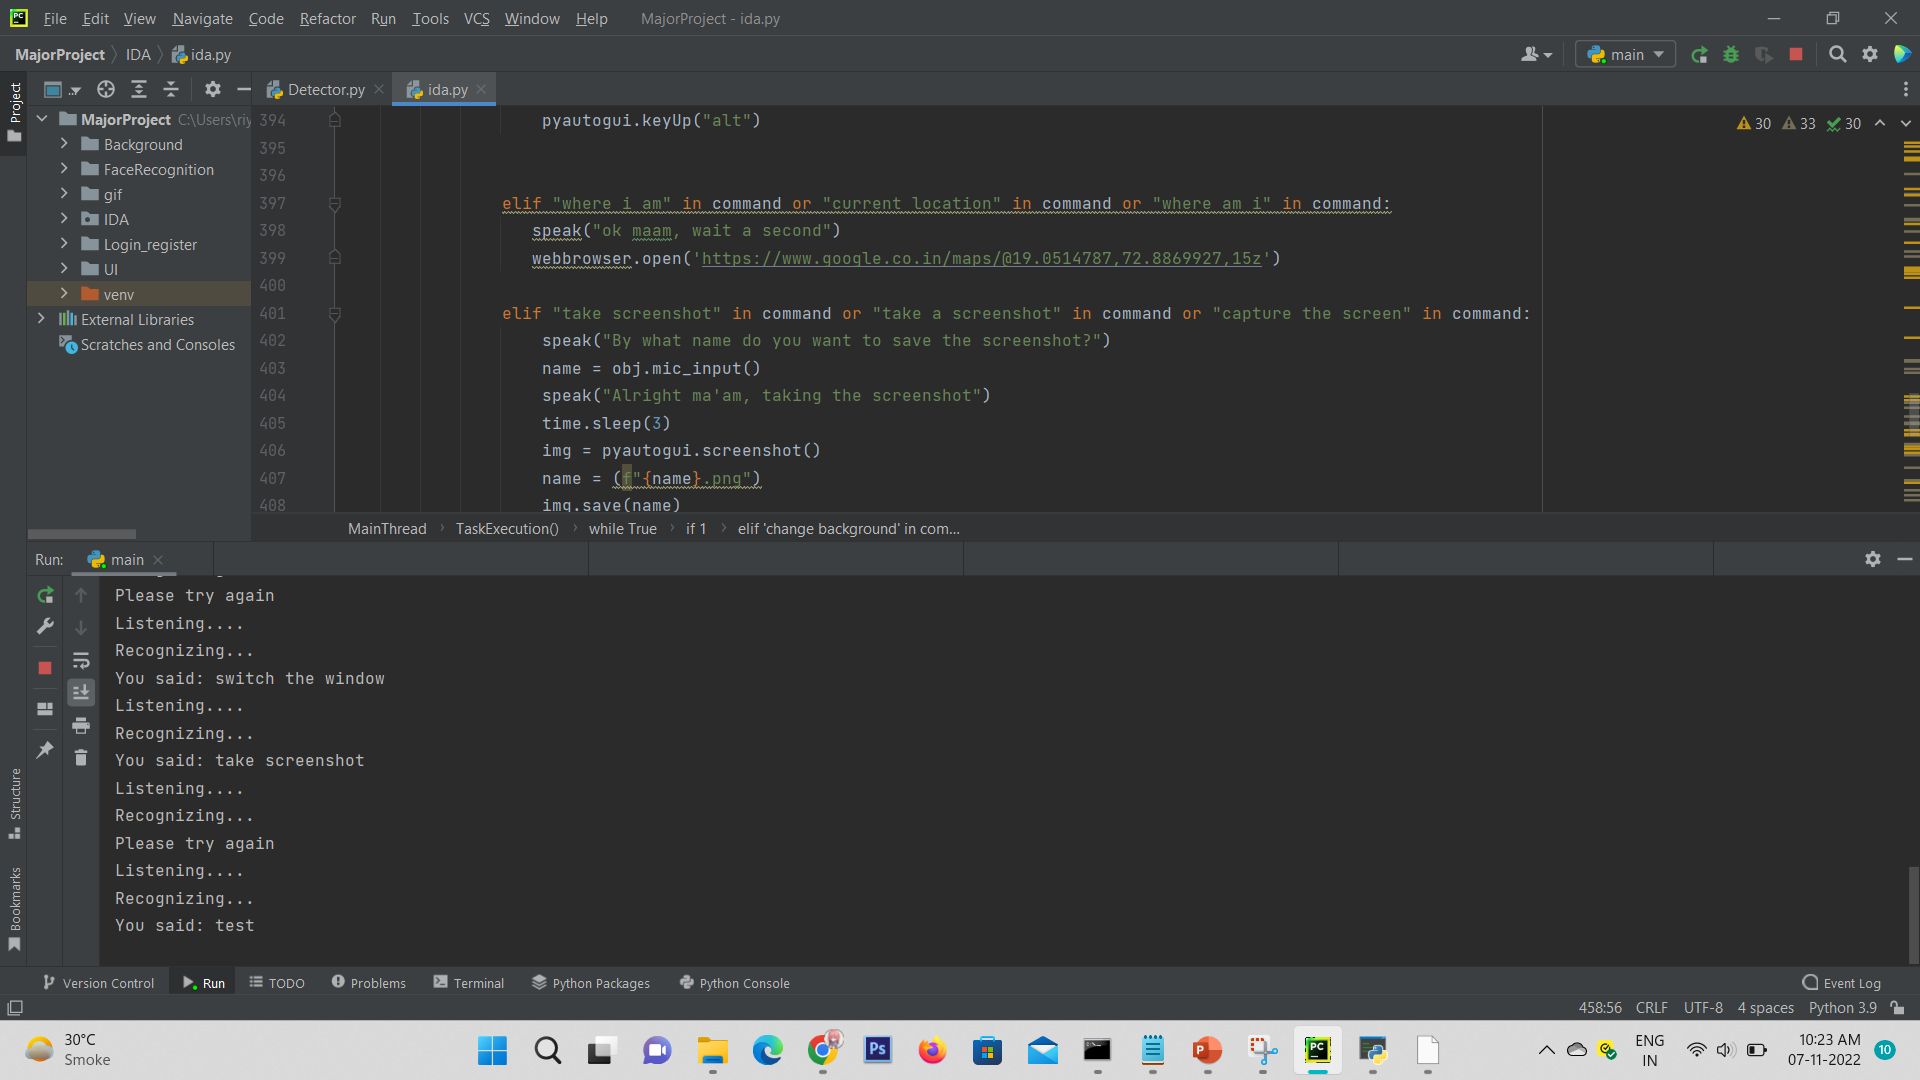 PC File Edit View Navigate Code Refactor Run Tools VCS Window Help MajorProject - ida.py
MajorProject IDA ida.py main
Project
Detector.py ida.py
MajorProject C:\Users\riy
Background
FaceRecognition
gif
IDA
Login_register
UI
venv
External Libraries
Scratches and Consoles
30 33 30
394 pyautogui.keyUp("alt")
395
396
397 elif "where i am" in command or "current location" in command or "where am i" in command:
398 speak("ok maam, wait a second")
399 webbrowser.open('https://www.google.co.in/maps/@19.0514787,72.8869927,15z')
400
401 elif "take screenshot" in command or "take a screenshot" in command or "capture the screen" in command:
402 speak("By what name do you want to save the screenshot?")
403 name = obj.mic_input()
404 speak("Alright ma'am, taking the screenshot")
405 time.sleep(3)
406 img = pyautogui.screenshot()
407 name = (f"{name}.png")
408 img.save(name)
MainThread TaskExecution() while True if 1 elif 'change background' in com...
Run: main
Please try again
Listening....
Recognizing...
You said: switch the window
Listening....
Recognizing...
You said: take screenshot
Listening....
Recognizing...
Please try again
Listening....
Recognizing...
You said: test
Structure
Bookmarks
Version Control Run TODO Problems Terminal Python Packages Python Console Event Log
458:56 CRLF UTF-8 4 spaces Python 3.9
30°C
Smoke
Ps
PC
ENG
IN
10:23 AM
07-11-2022
10